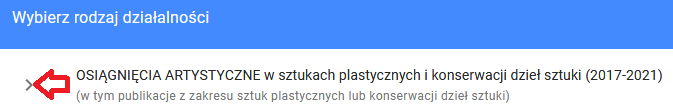 Wybierz rodzaj działalności
OSIĄGNIĘCIA ARTYSTYCZNE w sztukach plastycznych i konserwacji dzieł sztuki (2017-2021)
(w tym publikacje z zakresu sztuk plastycznych lub konserwacji dzieł sztuki)